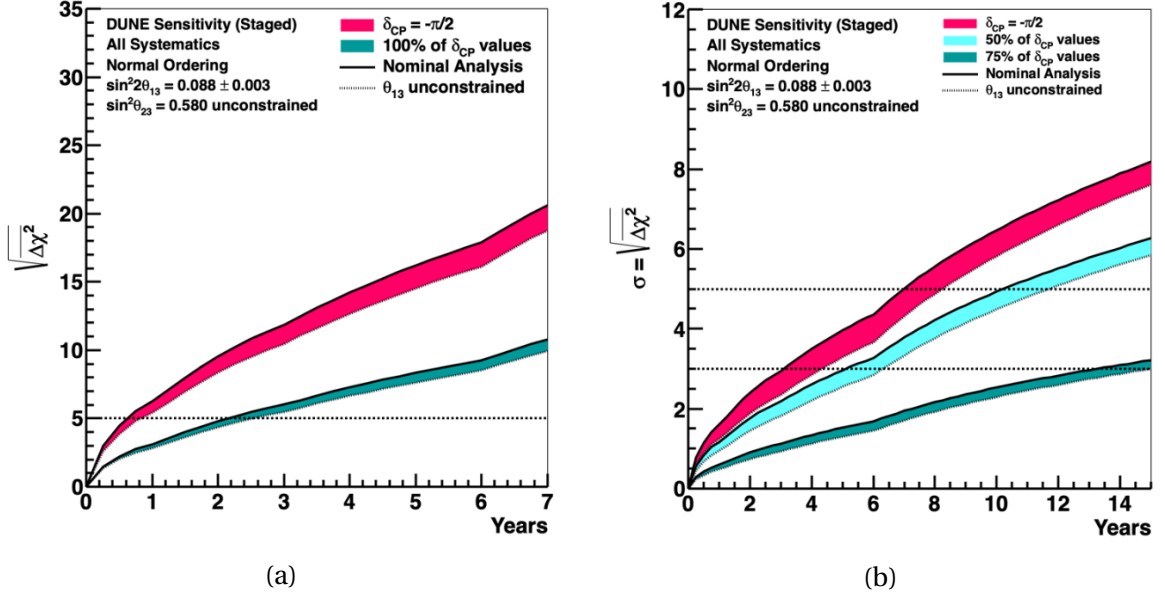 DUNE Sensitivity (Staged)
All Systematics
Normal Ordering
sin²2θ₁₃ = 0.088 ± 0.003
sin²θ₂₃ = 0.580 unconstrained
δCP = -π/2
100% of δCP values
Nominal Analysis
θ₁₃ unconstrained
35
30
25
20
15
10
5
0
√Δχ²
0 1 2 3 4 5 6 7
Years
(a)
DUNE Sensitivity (Staged)
All Systematics
Normal Ordering
sin²2θ₁₃ = 0.088 ± 0.003
sin²θ₂₃ = 0.580 unconstrained
δCP = -π/2
50% of δCP values
75% of δCP values
Nominal Analysis
θ₁₃ unconstrained
12
10
8
6
4
2
0
σ = √Δχ²
0 2 4 6 8 10 12 14
Years
(b)